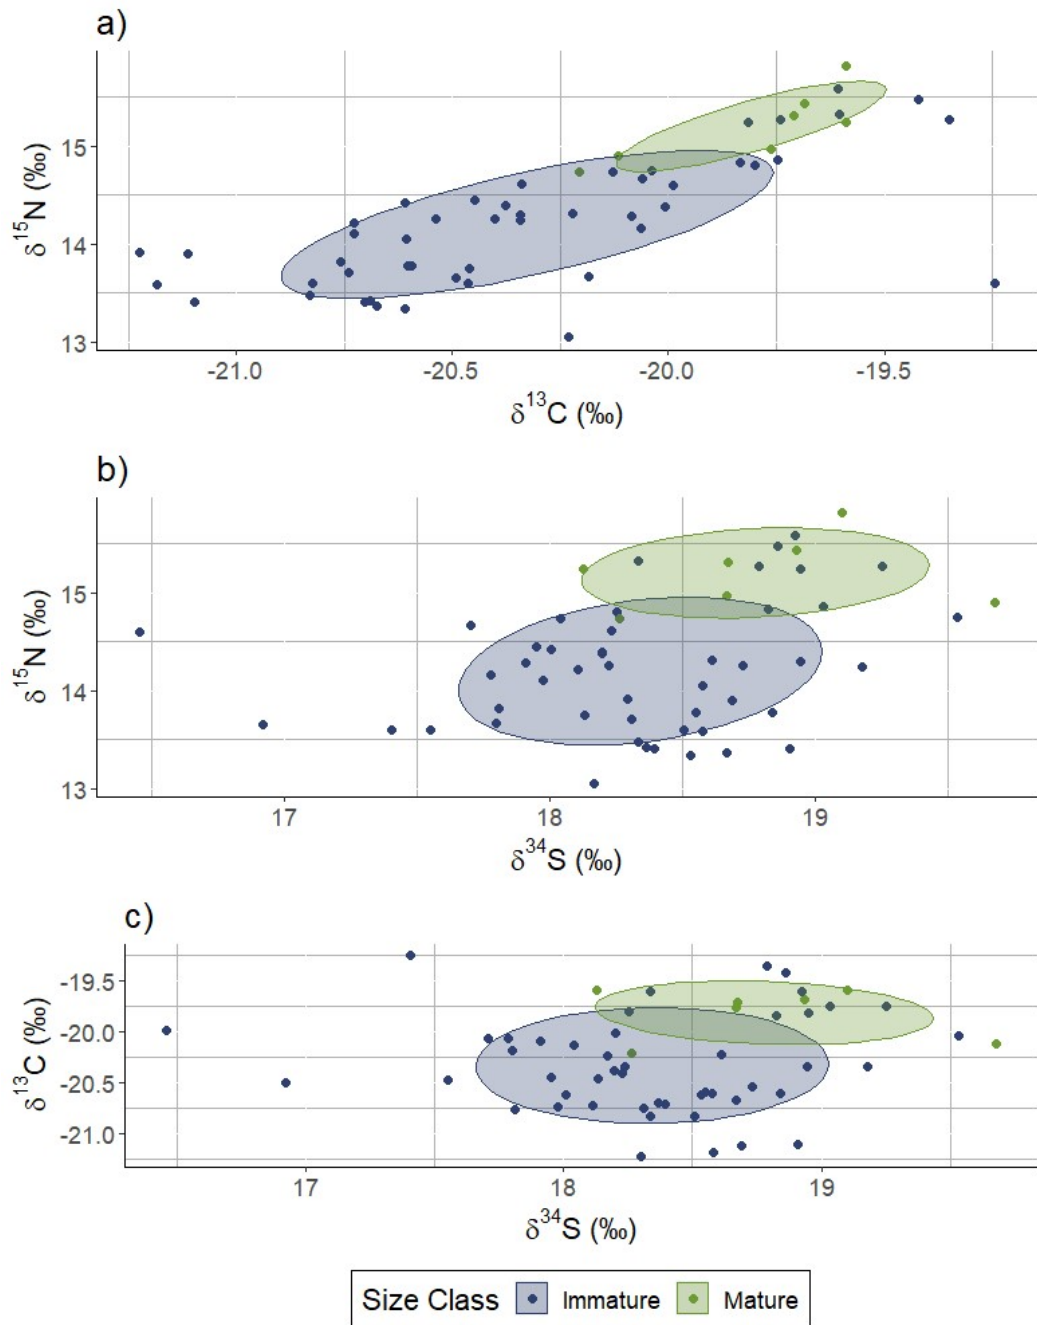 a)
15
14
13
δ15N (‰)
-21.0 -20.5 -20.0 -19.5
δ13C (‰)
b)
15
14
13
δ15N (‰)
17 18 19
δ34S (‰)
c)
-19.5
-20.0
-20.5
-21.0
δ13C (‰)
17 18 19
δ34S (‰)
Size Class Immature Mature